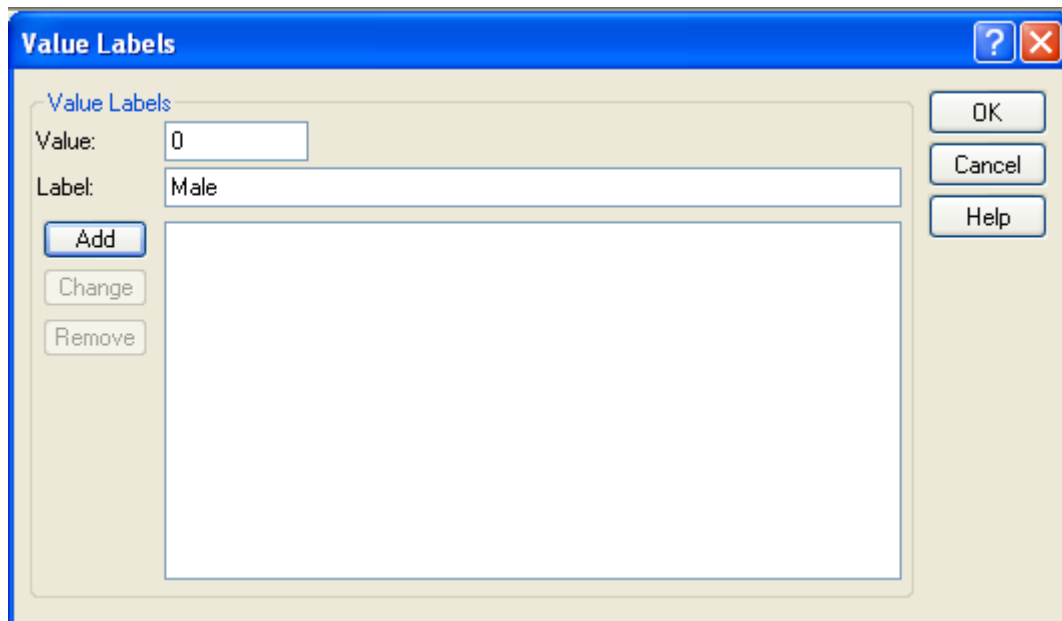 Value Labels
?
Value Labels
Value: 0
Label: Male
Add
Change
Remove
OK
Cancel
Help